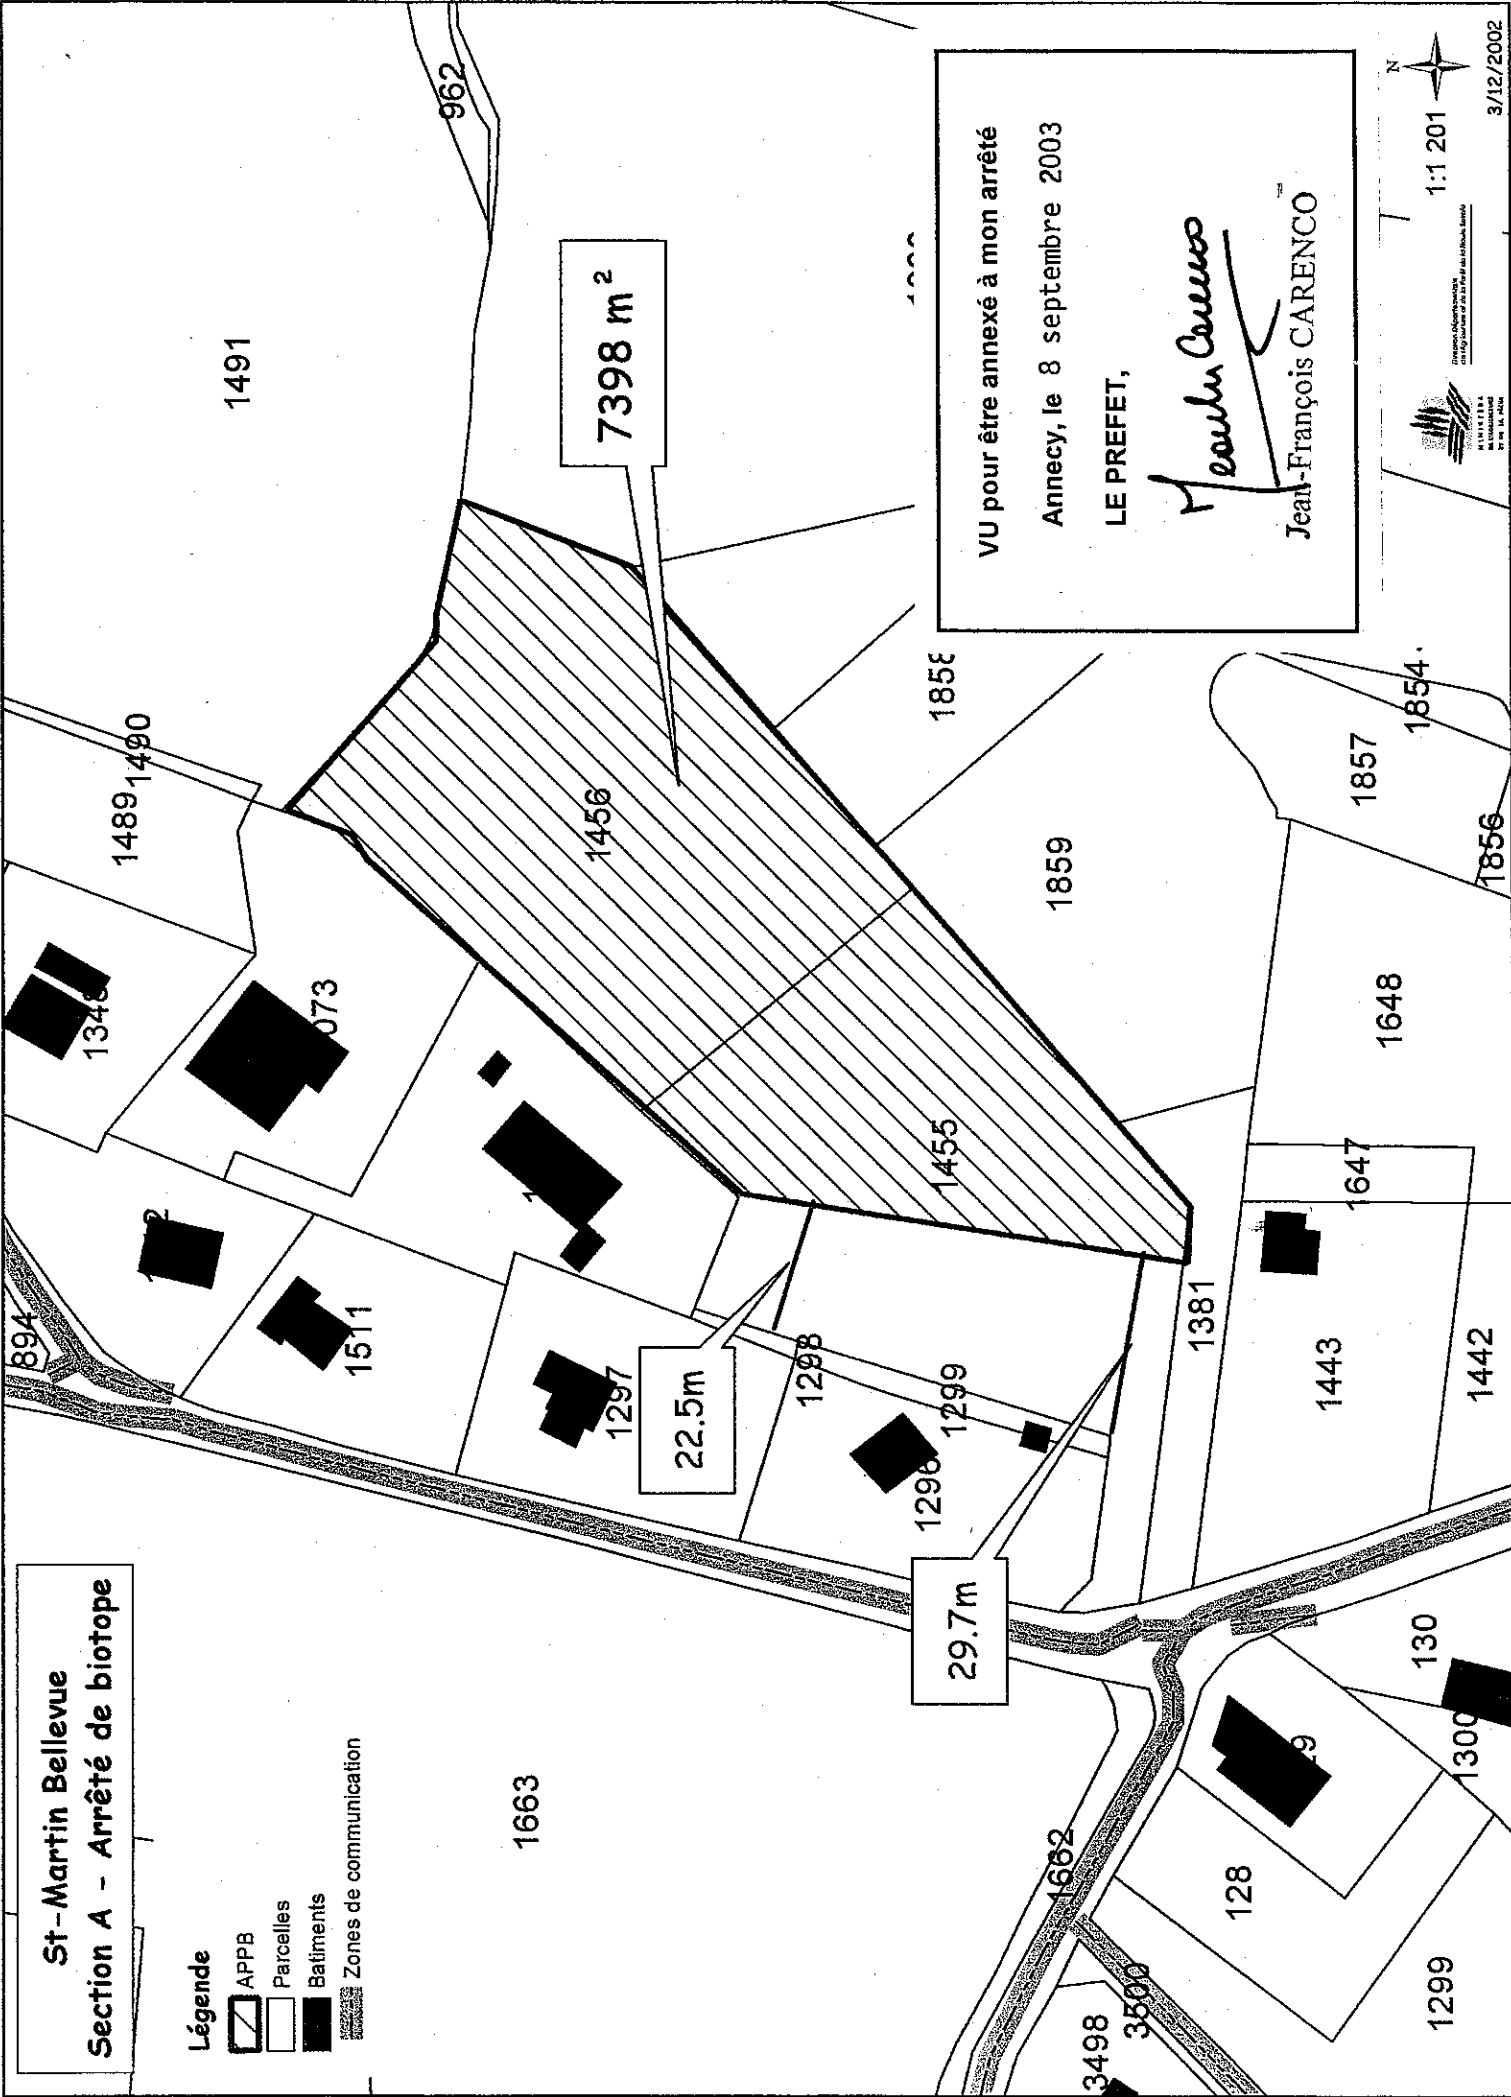 St-Martin Bellevue
Section A - Arrêté de biotope
Légende
APPB
Parcelles
Batiments
Zones de communication
894
1348
1489
1490
962
1491
073
1511
1297
22.5m
1298
1299
1296
29.7m
1456
7398 m²
1455
1663
1858
1859
1381
1857
1854
1856
1648
1647
1443
1442
1662
128
130
1300
1299
3498
3500
VU pour être annexé à mon arrêté
Annecy, le 8 septembre 2003
LE PREFET,
Jean-François CARENCO
N
1:1 201
3/12/2002